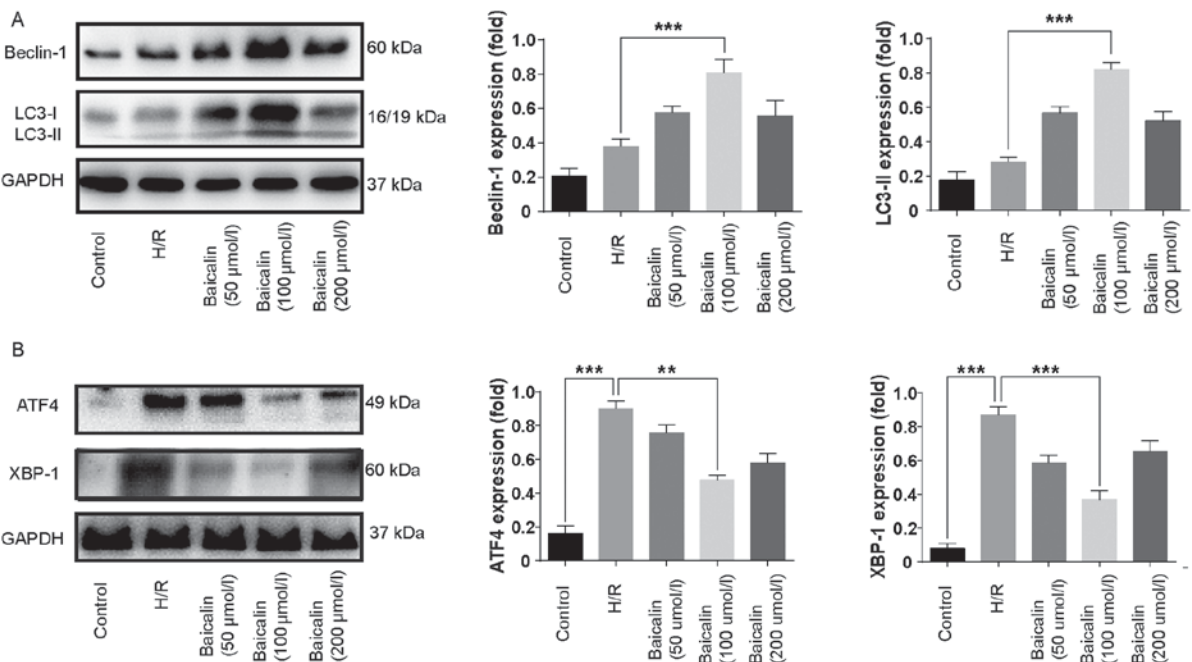 A
Beclin-1
60 kDa
LC3-I
LC3-II
16/19 kDa
GAPDH
37 kDa
Control
H/R
Baicalin
(50 µmol/l)
Baicalin
(100 µmol/l)
Baicalin
(200 µmol/l)
Beclin-1 expression (fold)
1.0
0.8
0.6
0.4
0.2
0
***
Control
H/R
Baicalin
(50 µmol/l)
Baicalin
(100 µmol/l)
Baicalin
(200 µmol/l)
LC3-II expression (fold)
1.0
0.8
0.6
0.4
0.2
0
***
Control
H/R
Baicalin
(50 µmol/l)
Baicalin
(100 µmol/l)
Baicalin
(200 µmol/l)
B
ATF4
49 kDa
XBP-1
60 kDa
GAPDH
37 kDa
Control
H/R
Baicalin
(50 µmol/l)
Baicalin
(100 µmol/l)
Baicalin
(200 µmol/l)
ATF4 expression (fold)
1.0
0.8
0.6
0.4
0.2
0
***
**
Control
H/R
Baicalin
(50 umol/l)
Baicalin
(100 umol/l)
Baicalin
(200 umol/l)
XBP-1 expression (fold)
1.0
0.8
0.6
0.4
0.2
0
***
***
Control
H/R
Baicalin
(50 umol/l)
Baicalin
(100 umol/l)
Baicalin
(200 umol/l)